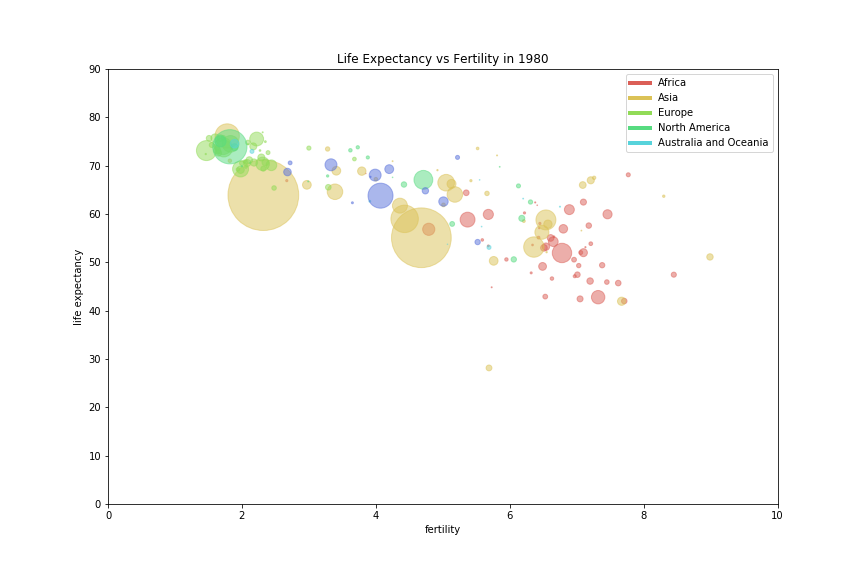 Life Expectancy vs Fertility in 1980
90
80
70
60
50
40
30
20
10
0
life expectancy
0
2
4
6
8
10
fertility
Africa
Asia
Europe
North America
Australia and Oceania